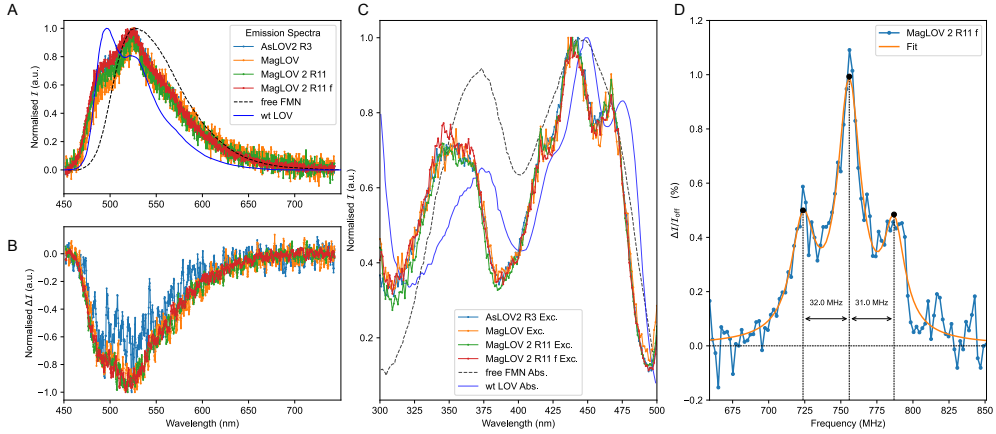 A
Normalised I (a.u.)
1.0
0.8
0.6
0.4
0.2
0.0
450 500 550 600 650 700
Wavelength (nm)
Emission Spectra
AsLOV2 R3
MagLOV
MagLOV 2 R11
MagLOV 2 R11 f
free FMN
wt LOV
B
Normalised ΔI (a.u.)
0.0
−0.2
−0.4
−0.6
−0.8
−1.0
450 500 550 600 650 700
Wavelength (nm)
C
Normalised I (a.u.)
1.0
0.8
0.6
0.4
0.2
300 325 350 375 400 425 450 475 500
Wavelength (nm)
AsLOV2 R3 Exc.
MagLOV Exc.
MagLOV 2 R11 Exc.
MagLOV 2 R11 f Exc.
free FMN Abs.
wt LOV Abs.
D
ΔI/Ioff (%)
1.2
1.0
0.8
0.6
0.4
0.2
0.0
−0.2
675 700 725 750 775 800 825 850
Frequency (MHz)
MagLOV 2 R11 f
Fit
32.0 MHz
31.0 MHz